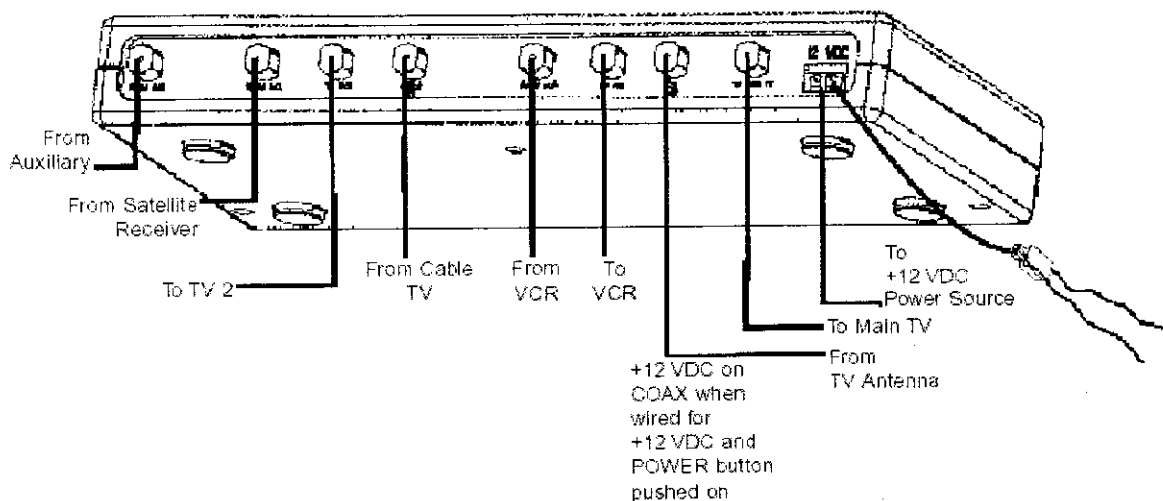 12 VDC
From
Auxiliary
From Satellite
Receiver
To TV 2
From Cable
TV
From
VCR
To
VCR
To
+12 VDC
Power Source
To Main TV
From
TV Antenna
+12 VDC on
COAX when
wired for
+12 VDC and
POWER button
pushed on